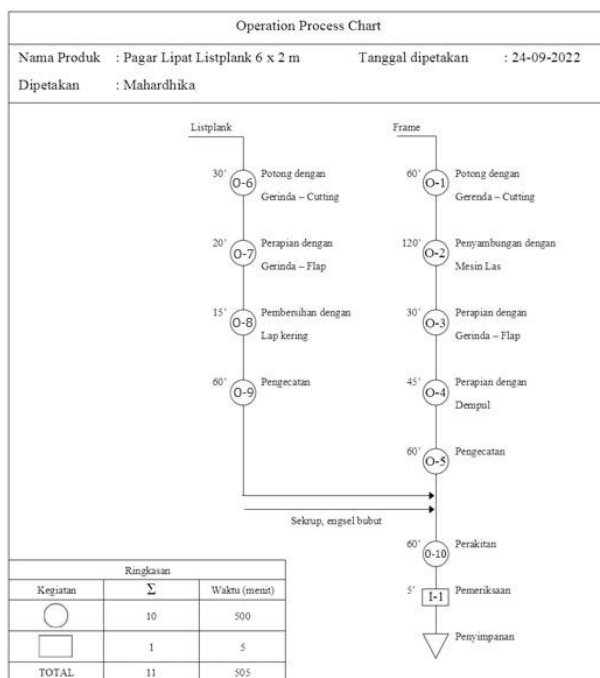 Operation Process Chart
Nama Produk : Pagar Lipat Listplank 6 x 2 m Tanggal dipetakan : 24-09-2022
Dipetakan : Mahardhika
Listplank
30' O-6 Potong dengan
Gerinda – Cutting
20' O-7 Perapian dengan
Gerinda – Flap
15' O-8 Pembersihan dengan
Lap kering
60' O-9 Pengecatan
Frame
60' O-1 Potong dengan
Gerenda – Cutting
120' O-2 Penyambungan dengan
Mesin Las
30' O-3 Perapian dengan
Gerinda – Flap
45' O-4 Perapian dengan
Dempul
60' O-5 Pengecatan
Sekrup, engsel bubut
60' O-10 Perakitan
5' I-1 Pemeriksaan
Penyimpanan
Ringkasan
Kegiatan Σ Waktu (menit)
10 500
1 5
TOTAL 11 505